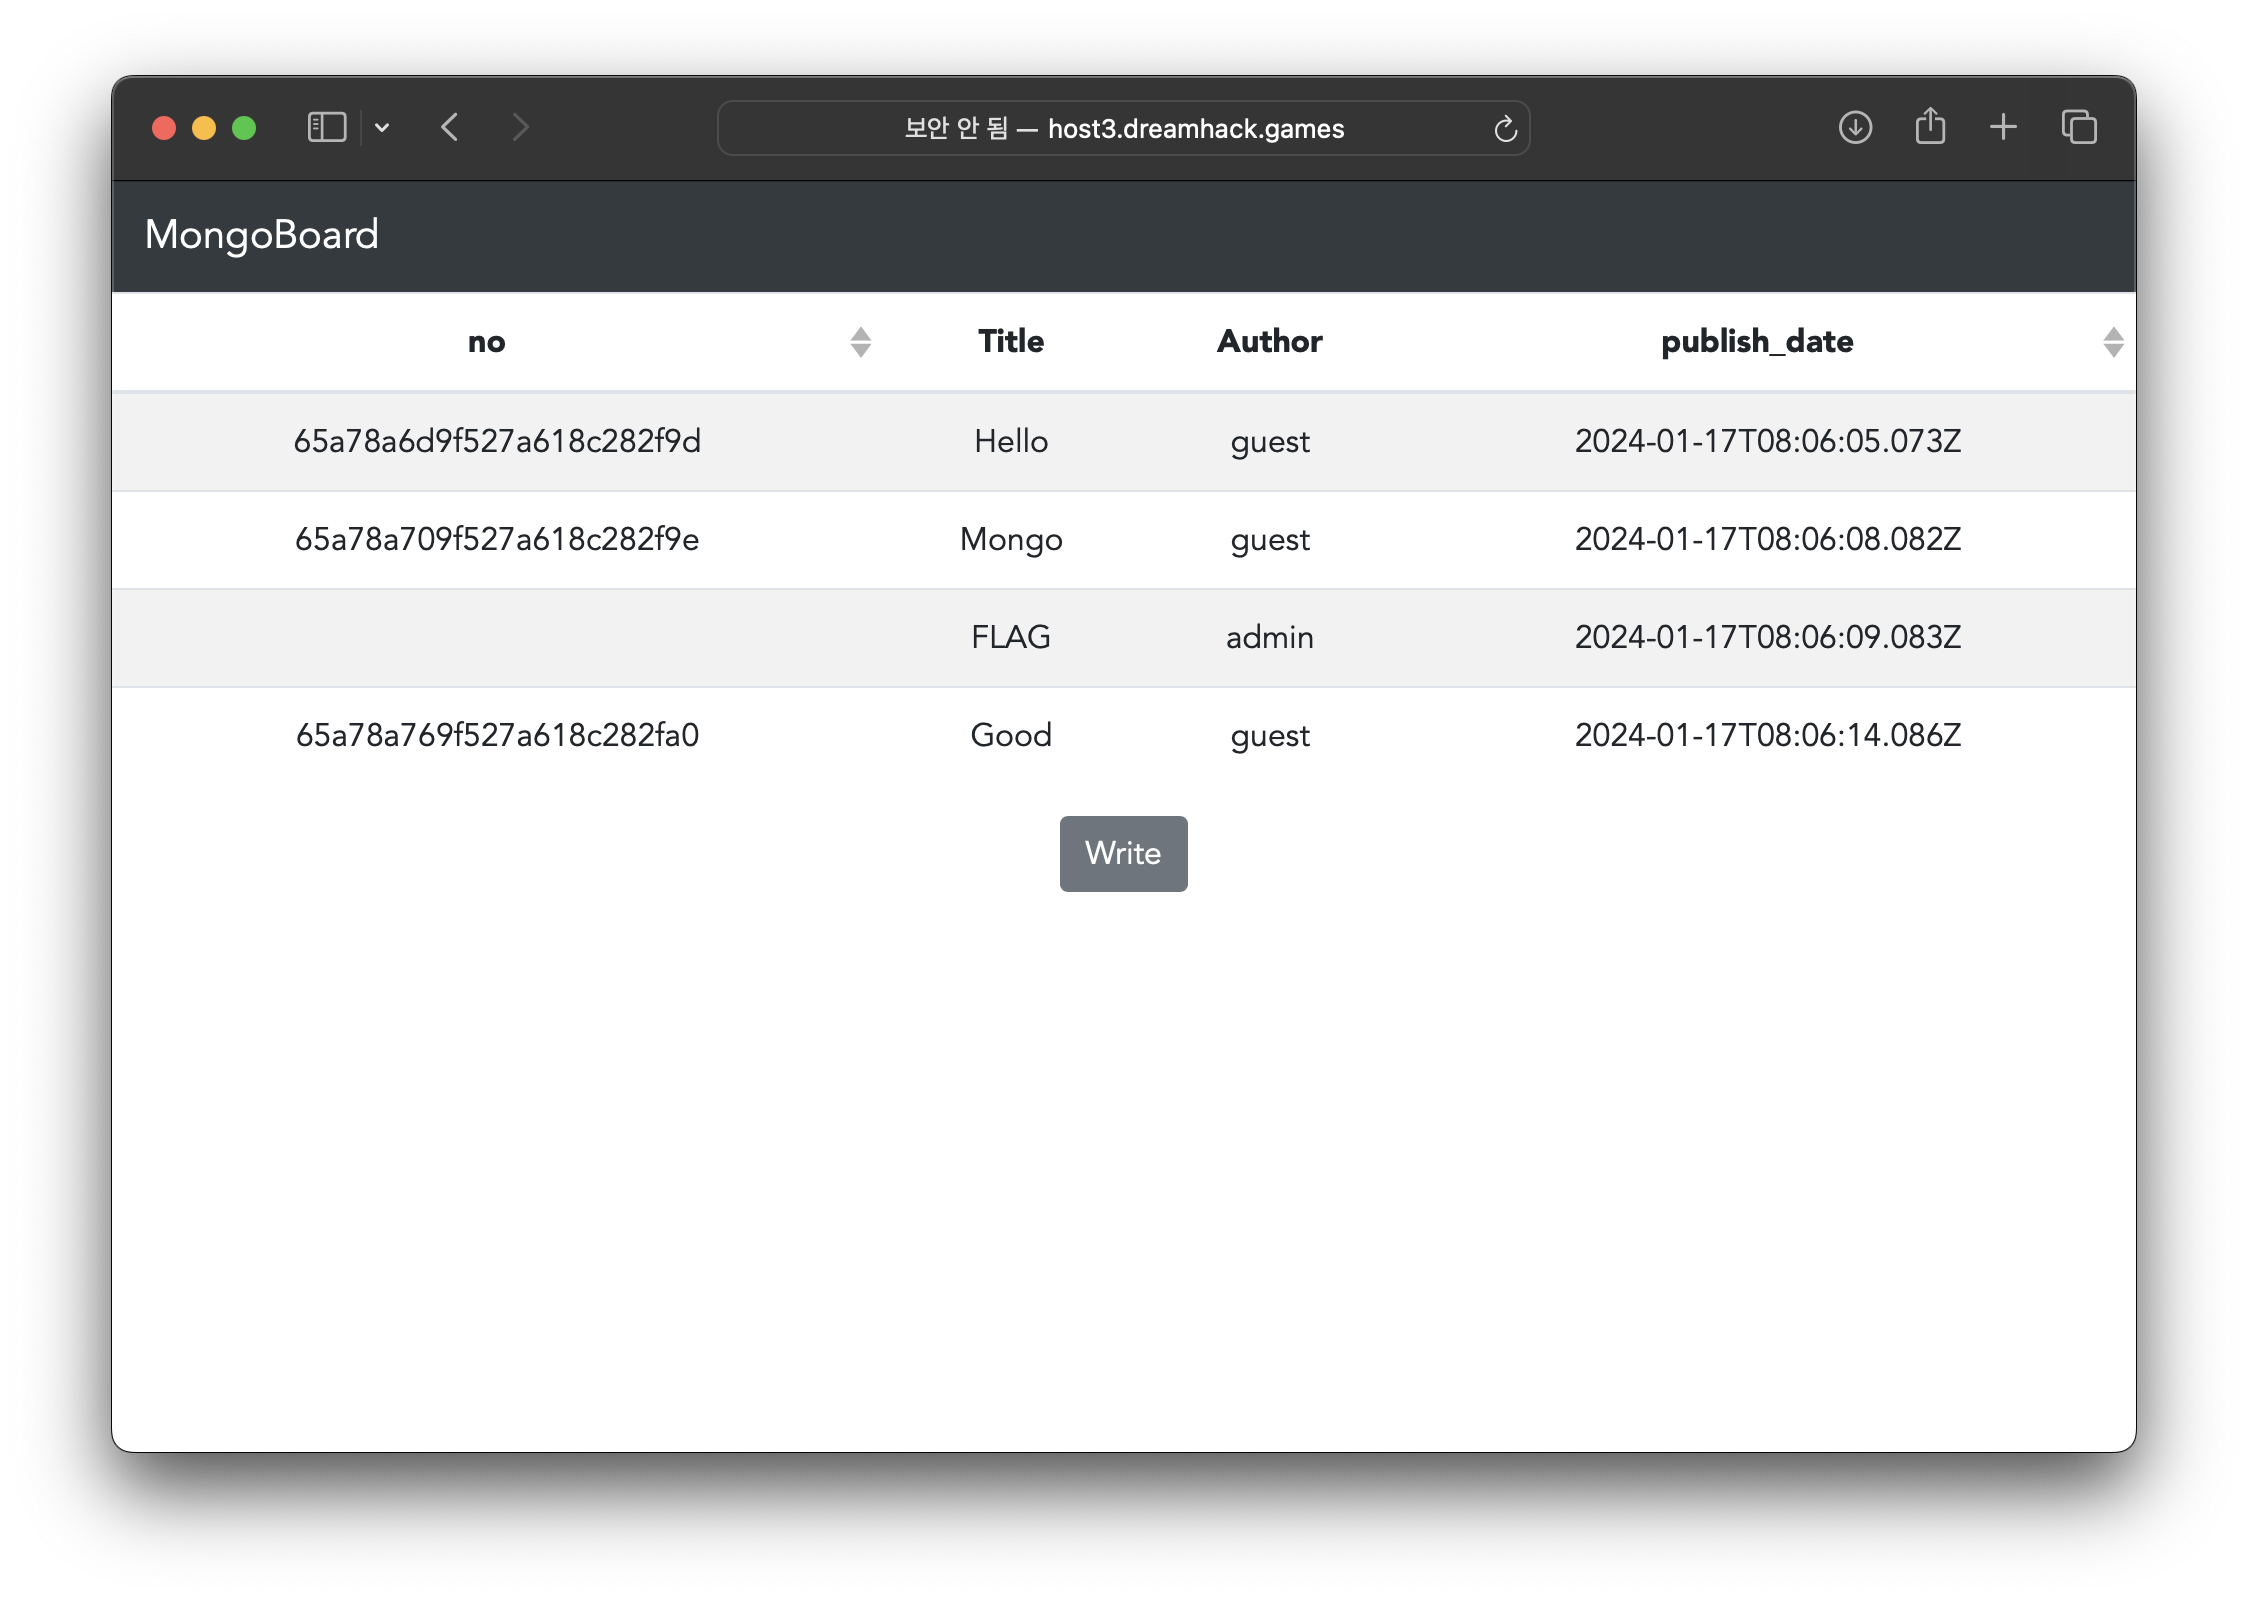 보안 안 됨 — host3.dreamhack.games
MongoBoard
no Title Author publish_date
65a78a6d9f527a618c282f9d Hello guest 2024-01-17T08:06:05.073Z
65a78a709f527a618c282f9e Mongo guest 2024-01-17T08:06:08.082Z
FLAG admin 2024-01-17T08:06:09.083Z
65a78a769f527a618c282fa0 Good guest 2024-01-17T08:06:14.086Z
Write